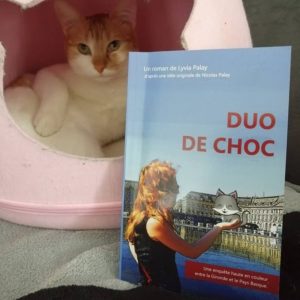 Un roman de Lyvia Palay
d'après une idée originale de Nicolas Palay
DUO
DE CHOC
Une enquête haute en couleur
entre la Gironde et le Pays Basque.